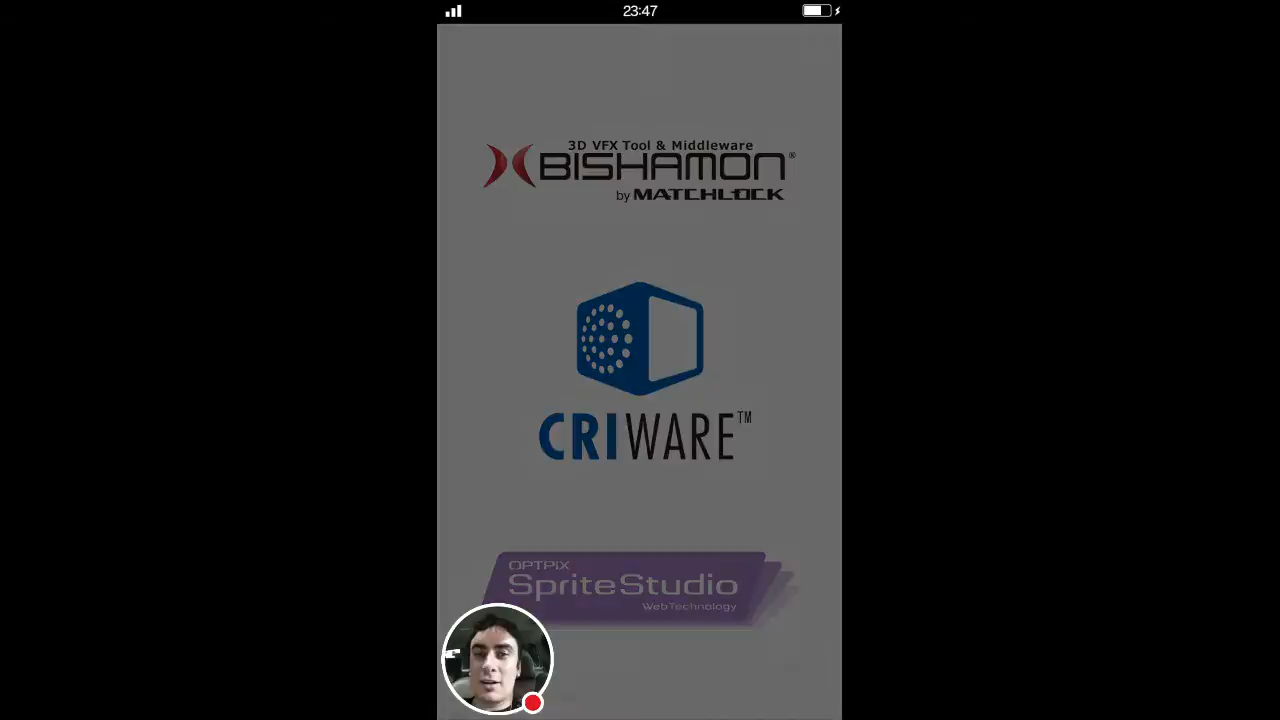 23:47
3D VFX Tool & Middleware
BISHAMON®
by MATCHLOCK
CRIWARE™
OPTPiX
SpriteStudio
WebTechnology